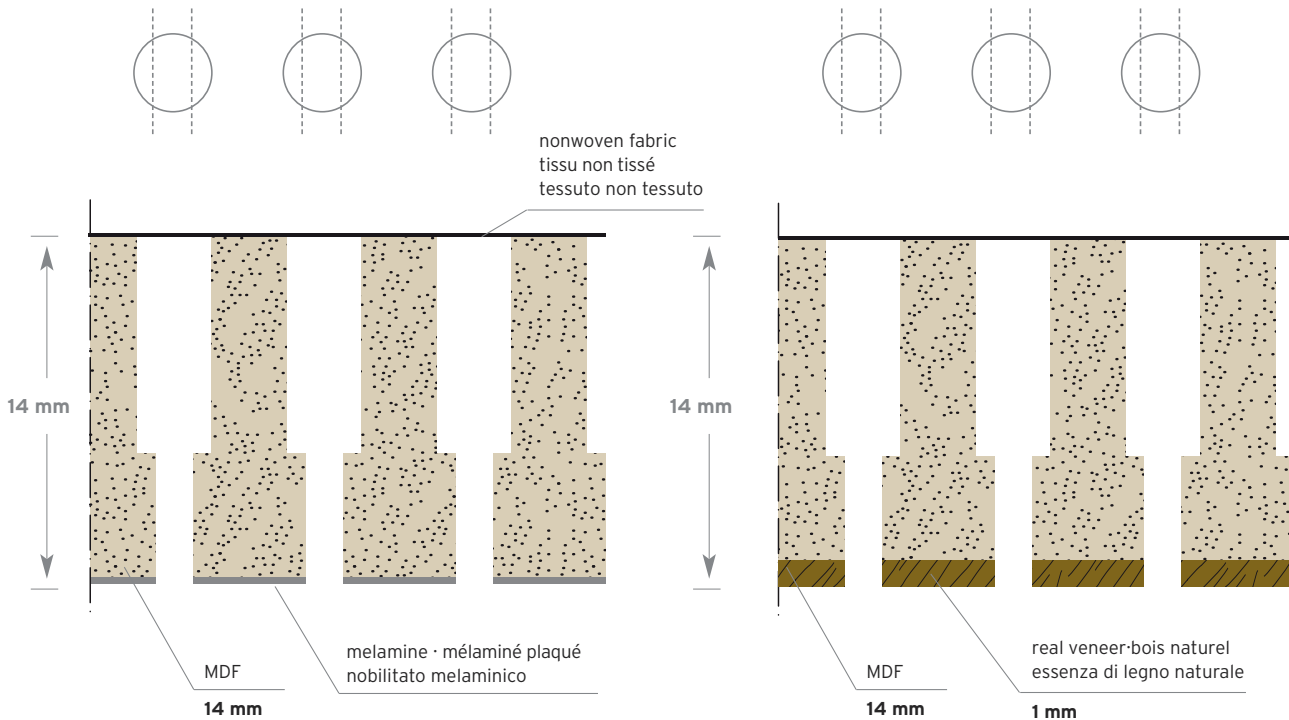 nonwoven fabric
tissu non tissé
tessuto non tessuto
14 mm
MDF
14 mm
melamine · mélaminé plaqué
nobilitato melaminico
14 mm
MDF
14 mm
real veneer·bois naturel
essenza di legno naturale
1 mm